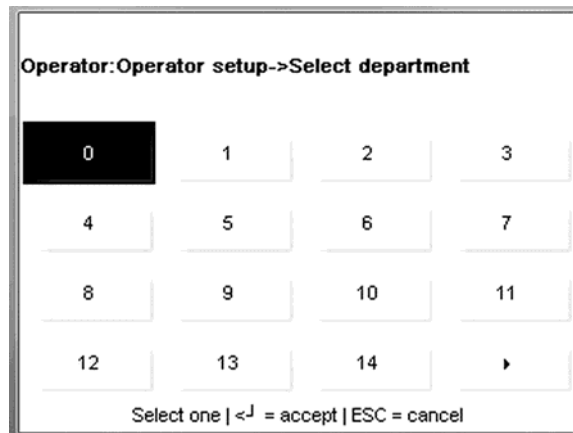 Operator:Operator setup->Select department
0 1 2 3
4 5 6 7
8 9 10 11
12 13 14
Select one | <┘ = accept | ESC = cancel